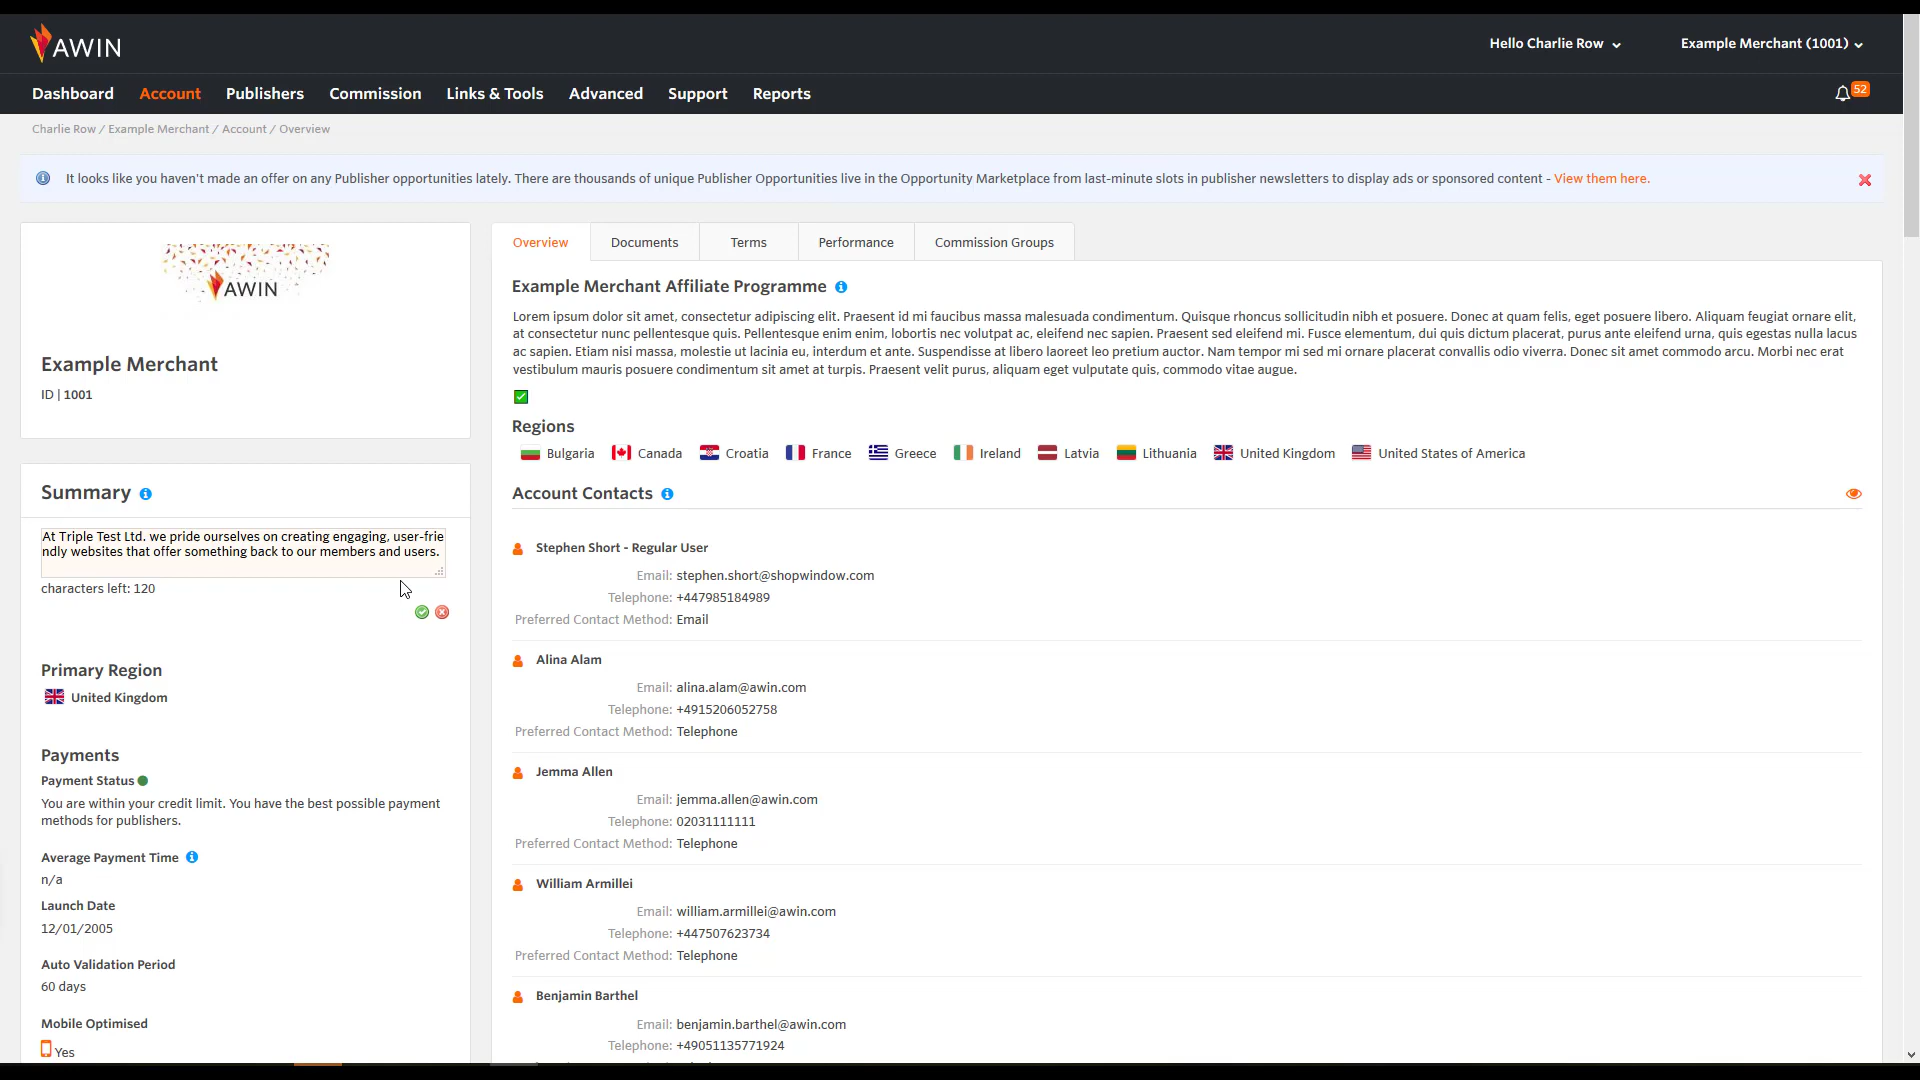 AWIN
Hello Charlie Row
Example Merchant (1001)
Dashboard Account Publishers Commission Links & Tools Advanced Support Reports
52
Charlie Row / Example Merchant / Account / Overview
It looks like you haven't made an offer on any Publisher opportunities lately. There are thousands of unique Publisher Opportunities live in the Opportunity Marketplace from last-minute slots in publisher newsletters to display ads or sponsored content - View them here.
AWIN
Example Merchant
ID | 1001
Summary
At Triple Test Ltd. we pride ourselves on creating engaging, user-frie
ndly websites that offer something back to our members and users.
characters left: 120
Primary Region
United Kingdom
Payments
Payment Status
You are within your credit limit. You have the best possible payment
methods for publishers.
Average Payment Time
n/a
Launch Date
12/01/2005
Auto Validation Period
60 days
Mobile Optimised
Yes
Overview Documents Terms Performance Commission Groups
Example Merchant Affiliate Programme
Lorem ipsum dolor sit amet, consectetur adipiscing elit. Praesent id mi faucibus massa malesuada condimentum. Quisque rhoncus sollicitudin nibh et posuere. Donec at quam felis, eget posuere libero. Aliquam feugiat ornare elit,
at consectetur nunc pellentesque quis. Pellentesque enim enim, lobortis nec volutpat ac, eleifend nec sapien. Praesent sed eleifend mi. Fusce elementum, dui quis dictum placerat, purus ante eleifend urna, quis egestas nulla lacus
ac sapien. Etiam nisi massa, molestie ut lacinia eu, interdum et ante. Suspendisse at libero laoreet leo pretium auctor. Nam tempor mi sed mi ornare placerat convallis odio viverra. Donec sit amet commodo arcu. Morbi nec erat
vestibulum mauris posuere condimentum sit amet at turpis. Praesent velit purus, aliquam eget vulputate quis, commodo vitae augue.
Regions
Bulgaria Canada Croatia France Greece Ireland Latvia Lithuania United Kingdom United States of America
Account Contacts
Stephen Short - Regular User
Email: stephen.short@shopwindow.com
Telephone: +447985184989
Preferred Contact Method: Email
Alina Alam
Email: alina.alam@awin.com
Telephone: +4915206052758
Preferred Contact Method: Telephone
Jemma Allen
Email: jemma.allen@awin.com
Telephone: 02031111111
Preferred Contact Method: Telephone
William Armillei
Email: william.armillei@awin.com
Telephone: +447507623734
Preferred Contact Method: Telephone
Benjamin Barthel
Email: benjamin.barthel@awin.com
Telephone: +49051135771924